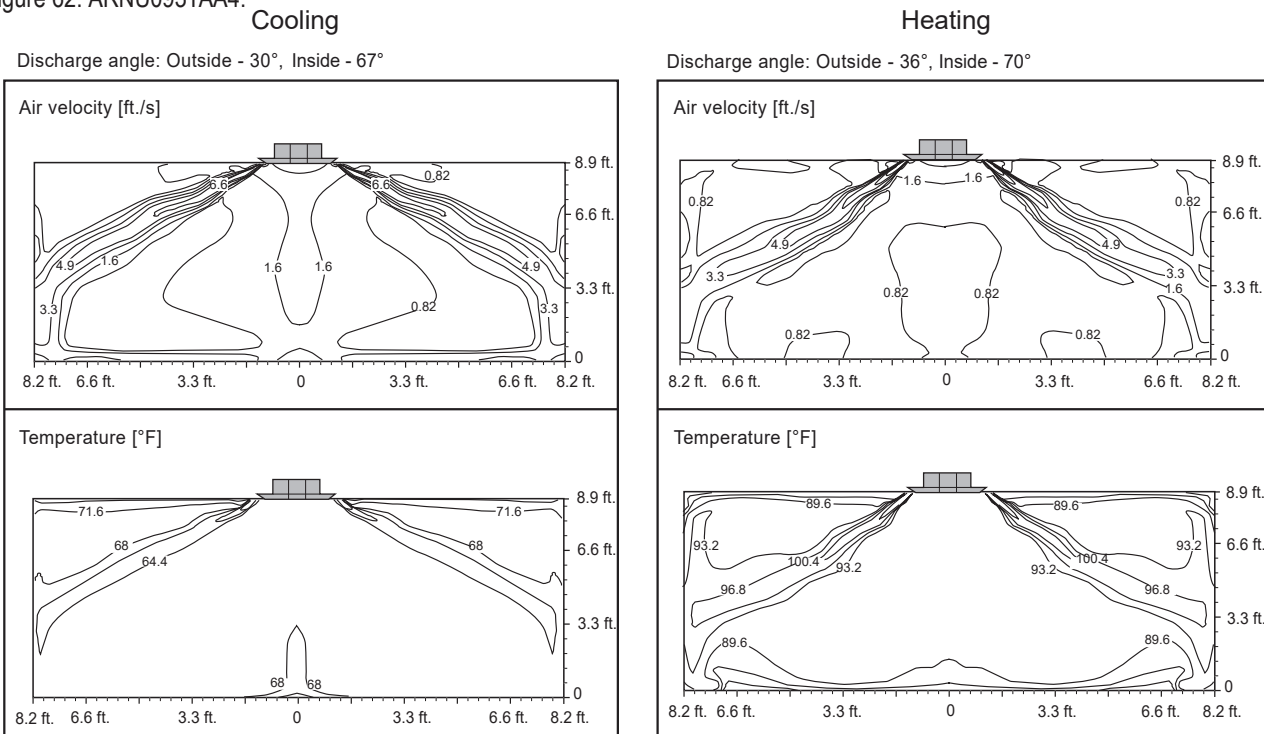 Cooling
Discharge angle: Outside - 30°, Inside - 67°
Air velocity [ft./s]
8.9 ft.
0.82
6.6
6.6
6.6 ft.
4.9
1.6
1.6
1.6
4.9
3.3 ft.
3.3
0.82
3.3
0
8.2 ft. 6.6 ft. 3.3 ft. 0 3.3 ft. 6.6 ft. 8.2 ft.
Temperature [°F]
8.9 ft.
71.6
71.6
68
68
6.6 ft.
64.4
3.3 ft.
68
68
0
8.2 ft. 6.6 ft. 3.3 ft. 0 3.3 ft. 6.6 ft. 8.2 ft.
Heating
Discharge angle: Outside - 36°, Inside - 70°
Air velocity [ft./s]
8.9 ft.
1.6
1.6
0.82
0.82
6.6 ft.
4.9
4.9
3.3
3.3
1.6
3.3 ft.
0.82
0.82
0.82
0.82
0
8.2 ft. 6.6 ft. 3.3 ft. 0 3.3 ft. 6.6 ft. 8.2 ft.
Temperature [°F]
8.9 ft.
89.6
89.6
93.2
93.2
6.6 ft.
100.4
100.4
93.2
93.2
96.8
96.8
3.3 ft.
89.6
89.6
0
8.2 ft. 6.6 ft. 3.3 ft. 0 3.3 ft. 6.6 ft. 8.2 ft.